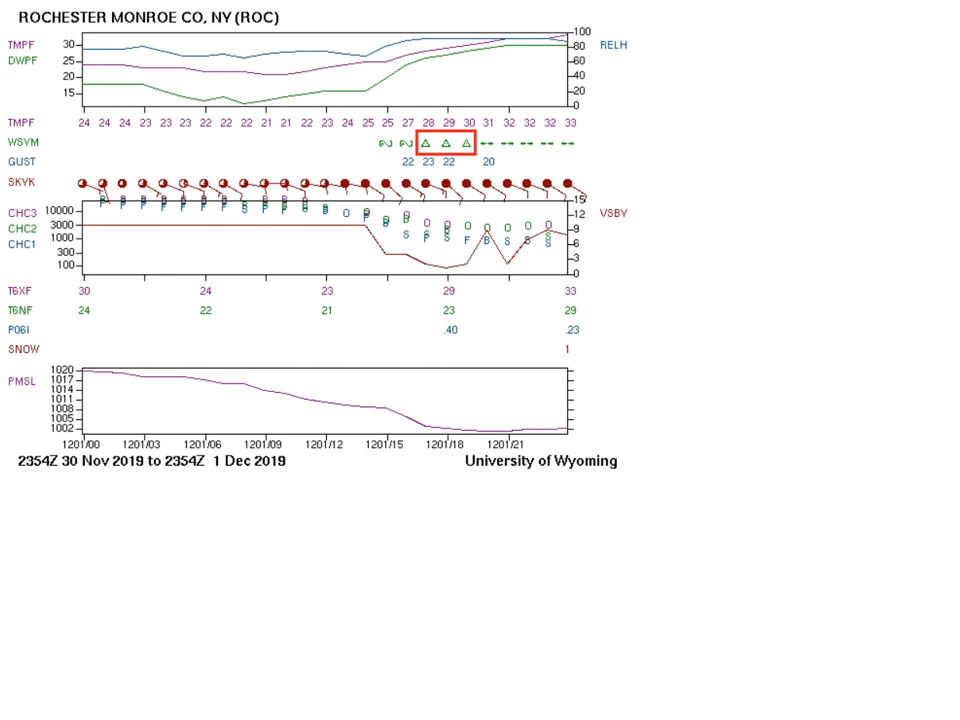 ROCHESTER MONROE CO, NY (ROC)
TMPF 30 100 RELH
DWPF 25 80
20 60
15 40
20
0
TMPF 24 24 24 23 23 23 22 22 22 21 21 22 23 24 25 25 27 28 29 30 31 32 32 32 33
WSYM
GUST 22 23 22 20
SKYK
15
CHC3 10000 12 VSBY
CHC2 3000 9
CHC1 1000 6
300 3
100 0
T6XF 30 24 23 29 33
T6NF 24 22 21 23 29
P06I .40 .23
SNOW 1
1020
PMSL 1017
1014
1011
1008
1005
1002
1201/00 1201/03 1201/06 1201/09 1201/12 1201/15 1201/18 1201/21
2354Z 30 Nov 2019 to 2354Z 1 Dec 2019 University of Wyoming